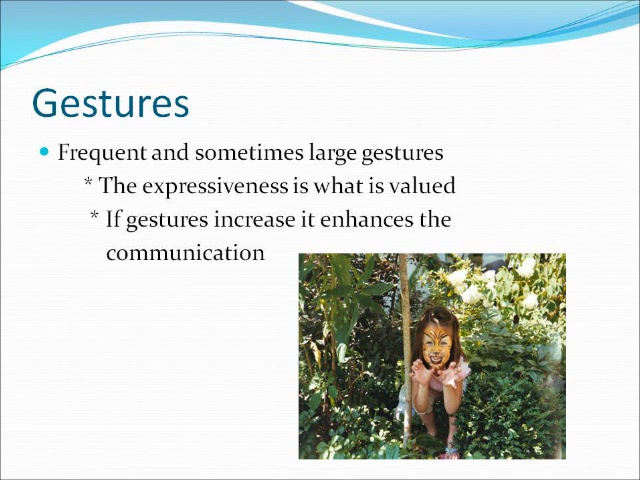 Gestures
• Frequent and sometimes large gestures
* The expressiveness is what is valued
* If gestures increase it enhances the
communication